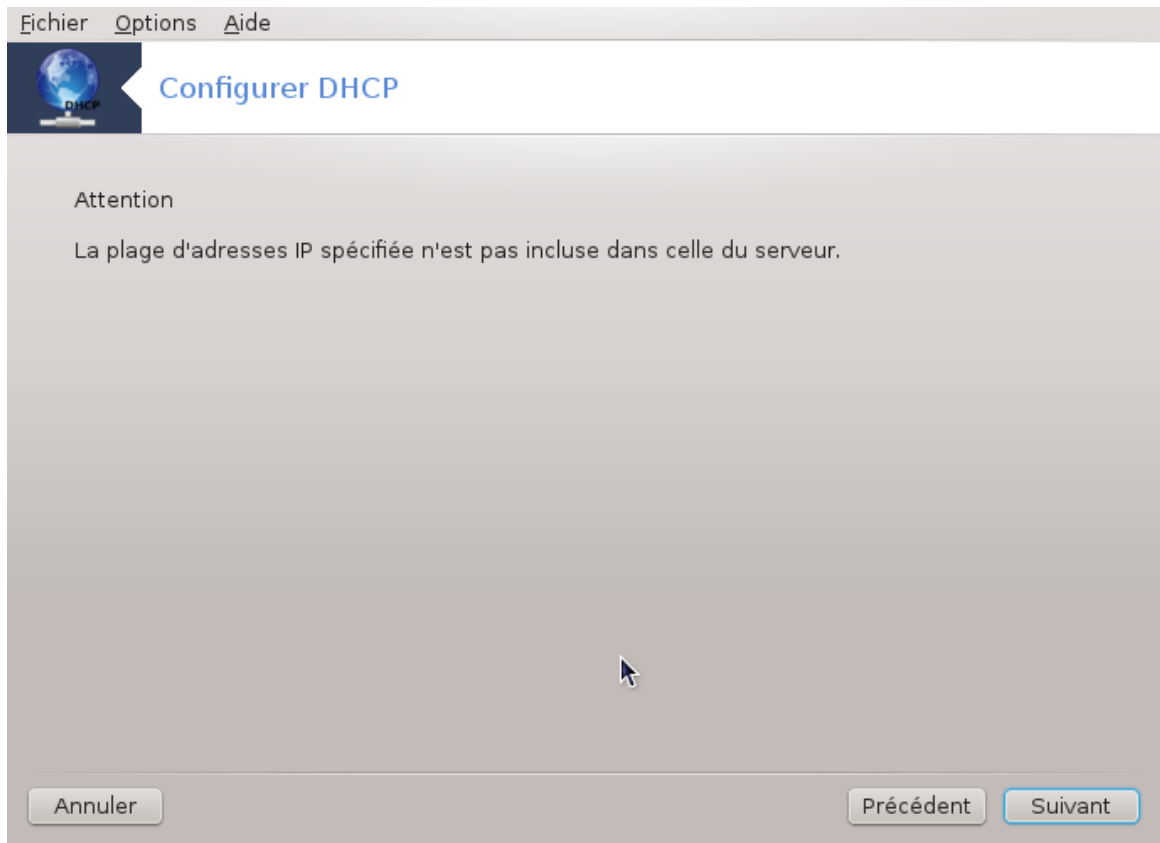 Fichier Options Aide
DHCP
Configurer DHCP
Attention
La plage d'adresses IP spécifiée n'est pas incluse dans celle du serveur.
Annuler Précédent Suivant